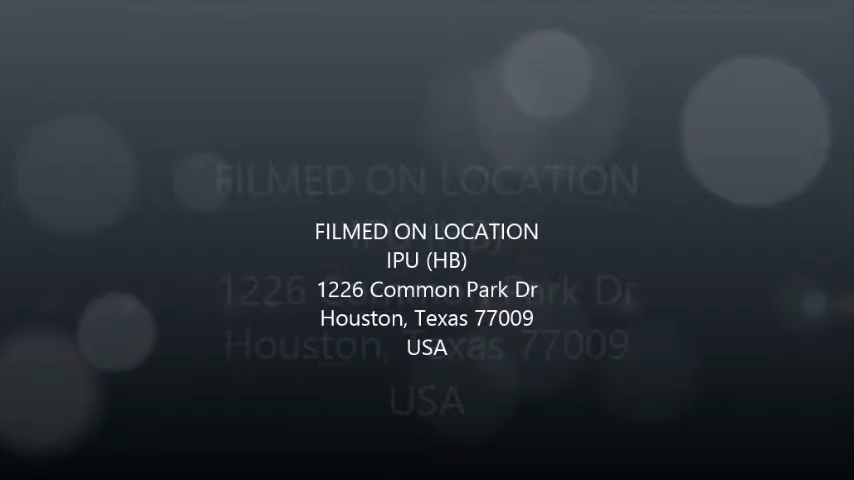 FILMED ON LOCATION
IPU (HB)
1226 Common Park Dr
Houston, Texas 77009
USA